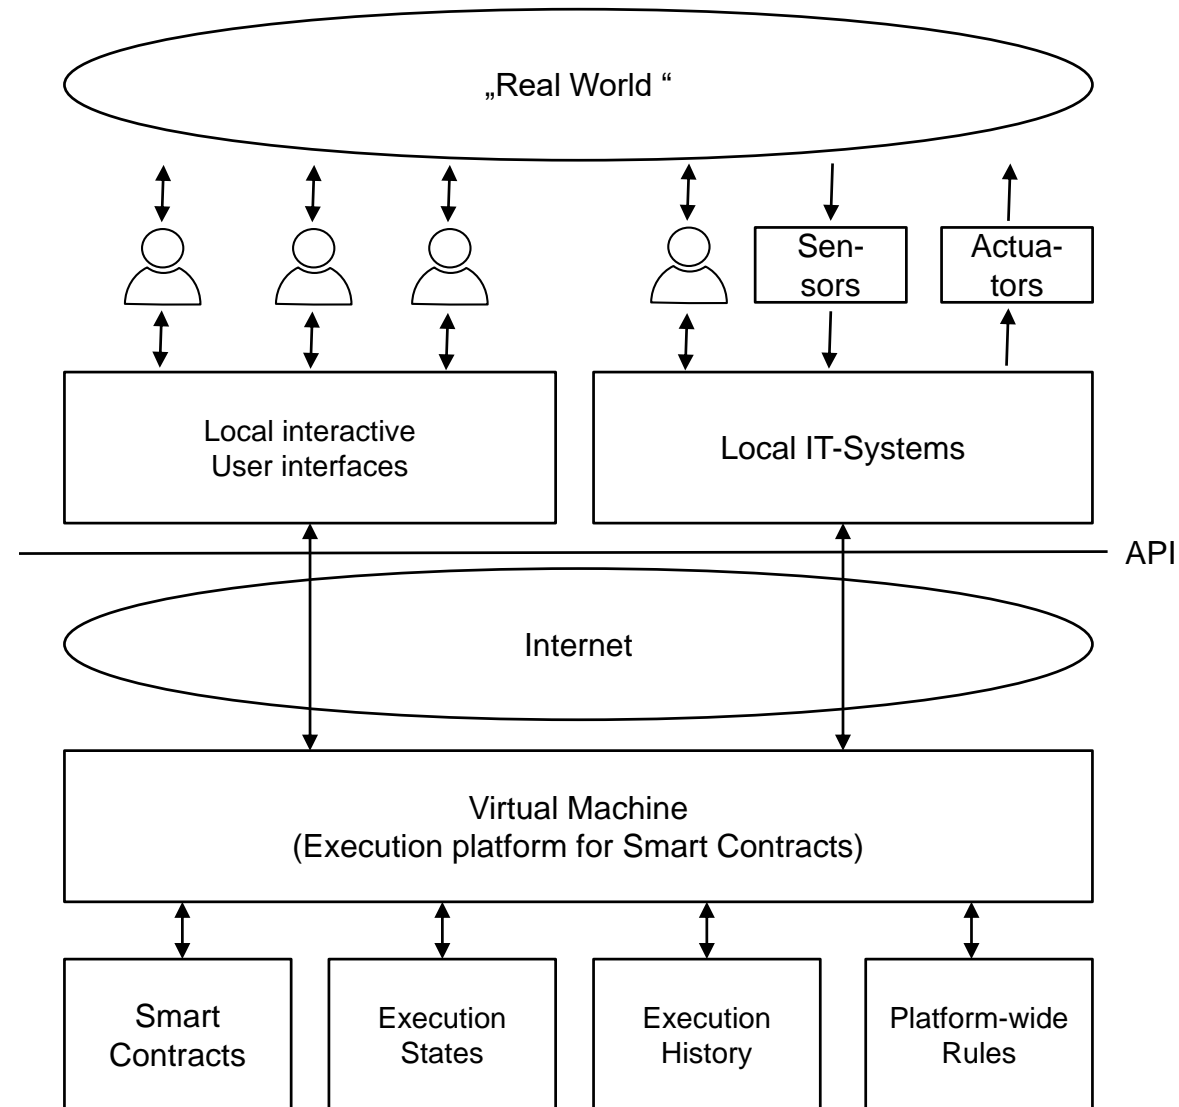 „Real World “
Sen-
sors
Actua-
tors
Local interactive
User interfaces
Local IT-Systems
API
Internet
Virtual Machine
(Execution platform for Smart Contracts)
Smart
Contracts
Execution
States
Execution
History
Platform-wide
Rules